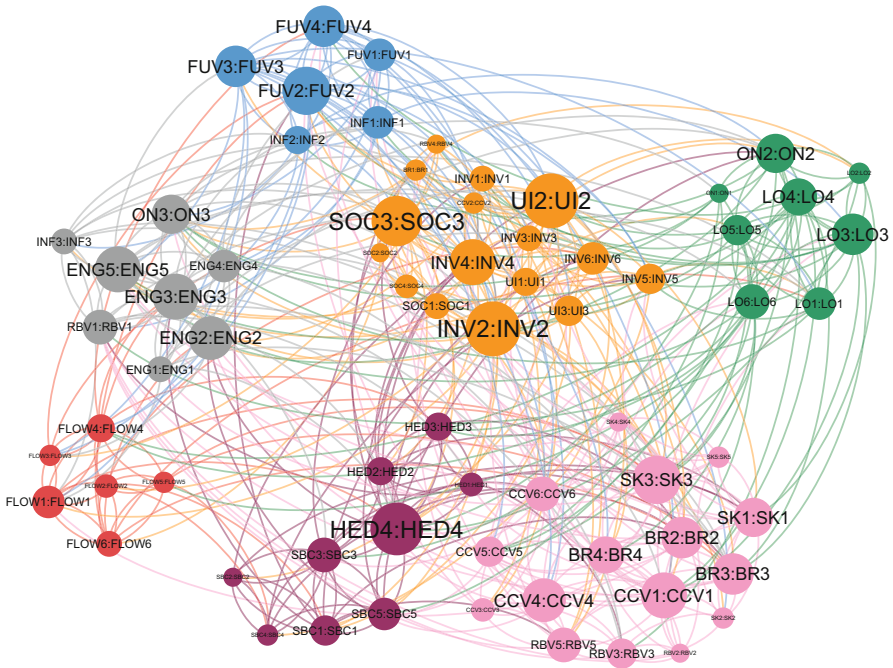 FUV4:FUV4
FUV1:FUV1
FUV3:FUV3
FUV2:FUV2
INF1:INF1
INF2:INF2
RBV4:RBV4
BR1:BR1
INV1:INV1
CCV2:CCV2
UI2:UI2
SOC3:SOC3
INV3:INV3
SOC2:SOC2
INV4:INV4
INV6:INV6
UI1:UI1
INV5:INV5
SOC4:SOC4
SOC1:SOC1
UI3:UI3
INV2:INV2
ON2:ON2
LO2:LO2
ON1:ON1
LO4:LO4
LO5:LO5
LO3:LO3
LO6:LO6
LO1:LO1
ON3:ON3
INF3:INF3
ENG5:ENG5
ENG4:ENG4
ENG3:ENG3
RBV1:RBV1
ENG2:ENG2
ENG1:ENG1
FLOW4:FLOW4
FLOW3:FLOW3
FLOW2:FLOW2
FLOW5:FLOW5
FLOW1:FLOW1
FLOW6:FLOW6
HED3:HED3
HED2:HED2
HED1:HED1
HED4:HED4
SBC3:SBC3
SBC2:SBC2
SBC5:SBC5
SBC4:SBC4
SBC1:SBC1
SK4:SK4
SK5:SK5
SK3:SK3
CCV6:CCV6
SK1:SK1
BR2:BR2
CCV5:CCV5
BR4:BR4
BR3:BR3
CCV4:CCV4
CCV1:CCV1
CCV3:CCV3
SK2:SK2
RBV5:RBV5
RBV3:RBV3
RBV2:RBV2